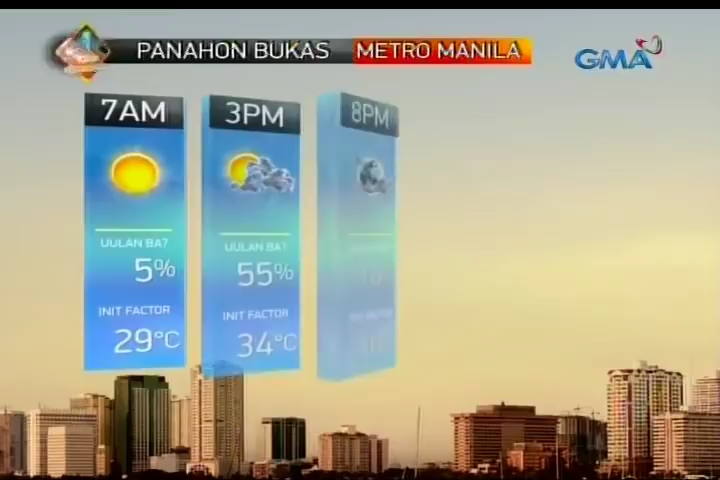 PANAHON BUKAS METRO MANILA
GMA
7AM
UULAN BA?
5%
INIT FACTOR
29°C
3PM
UULAN BA?
55%
INIT FACTOR
34°C
8PM